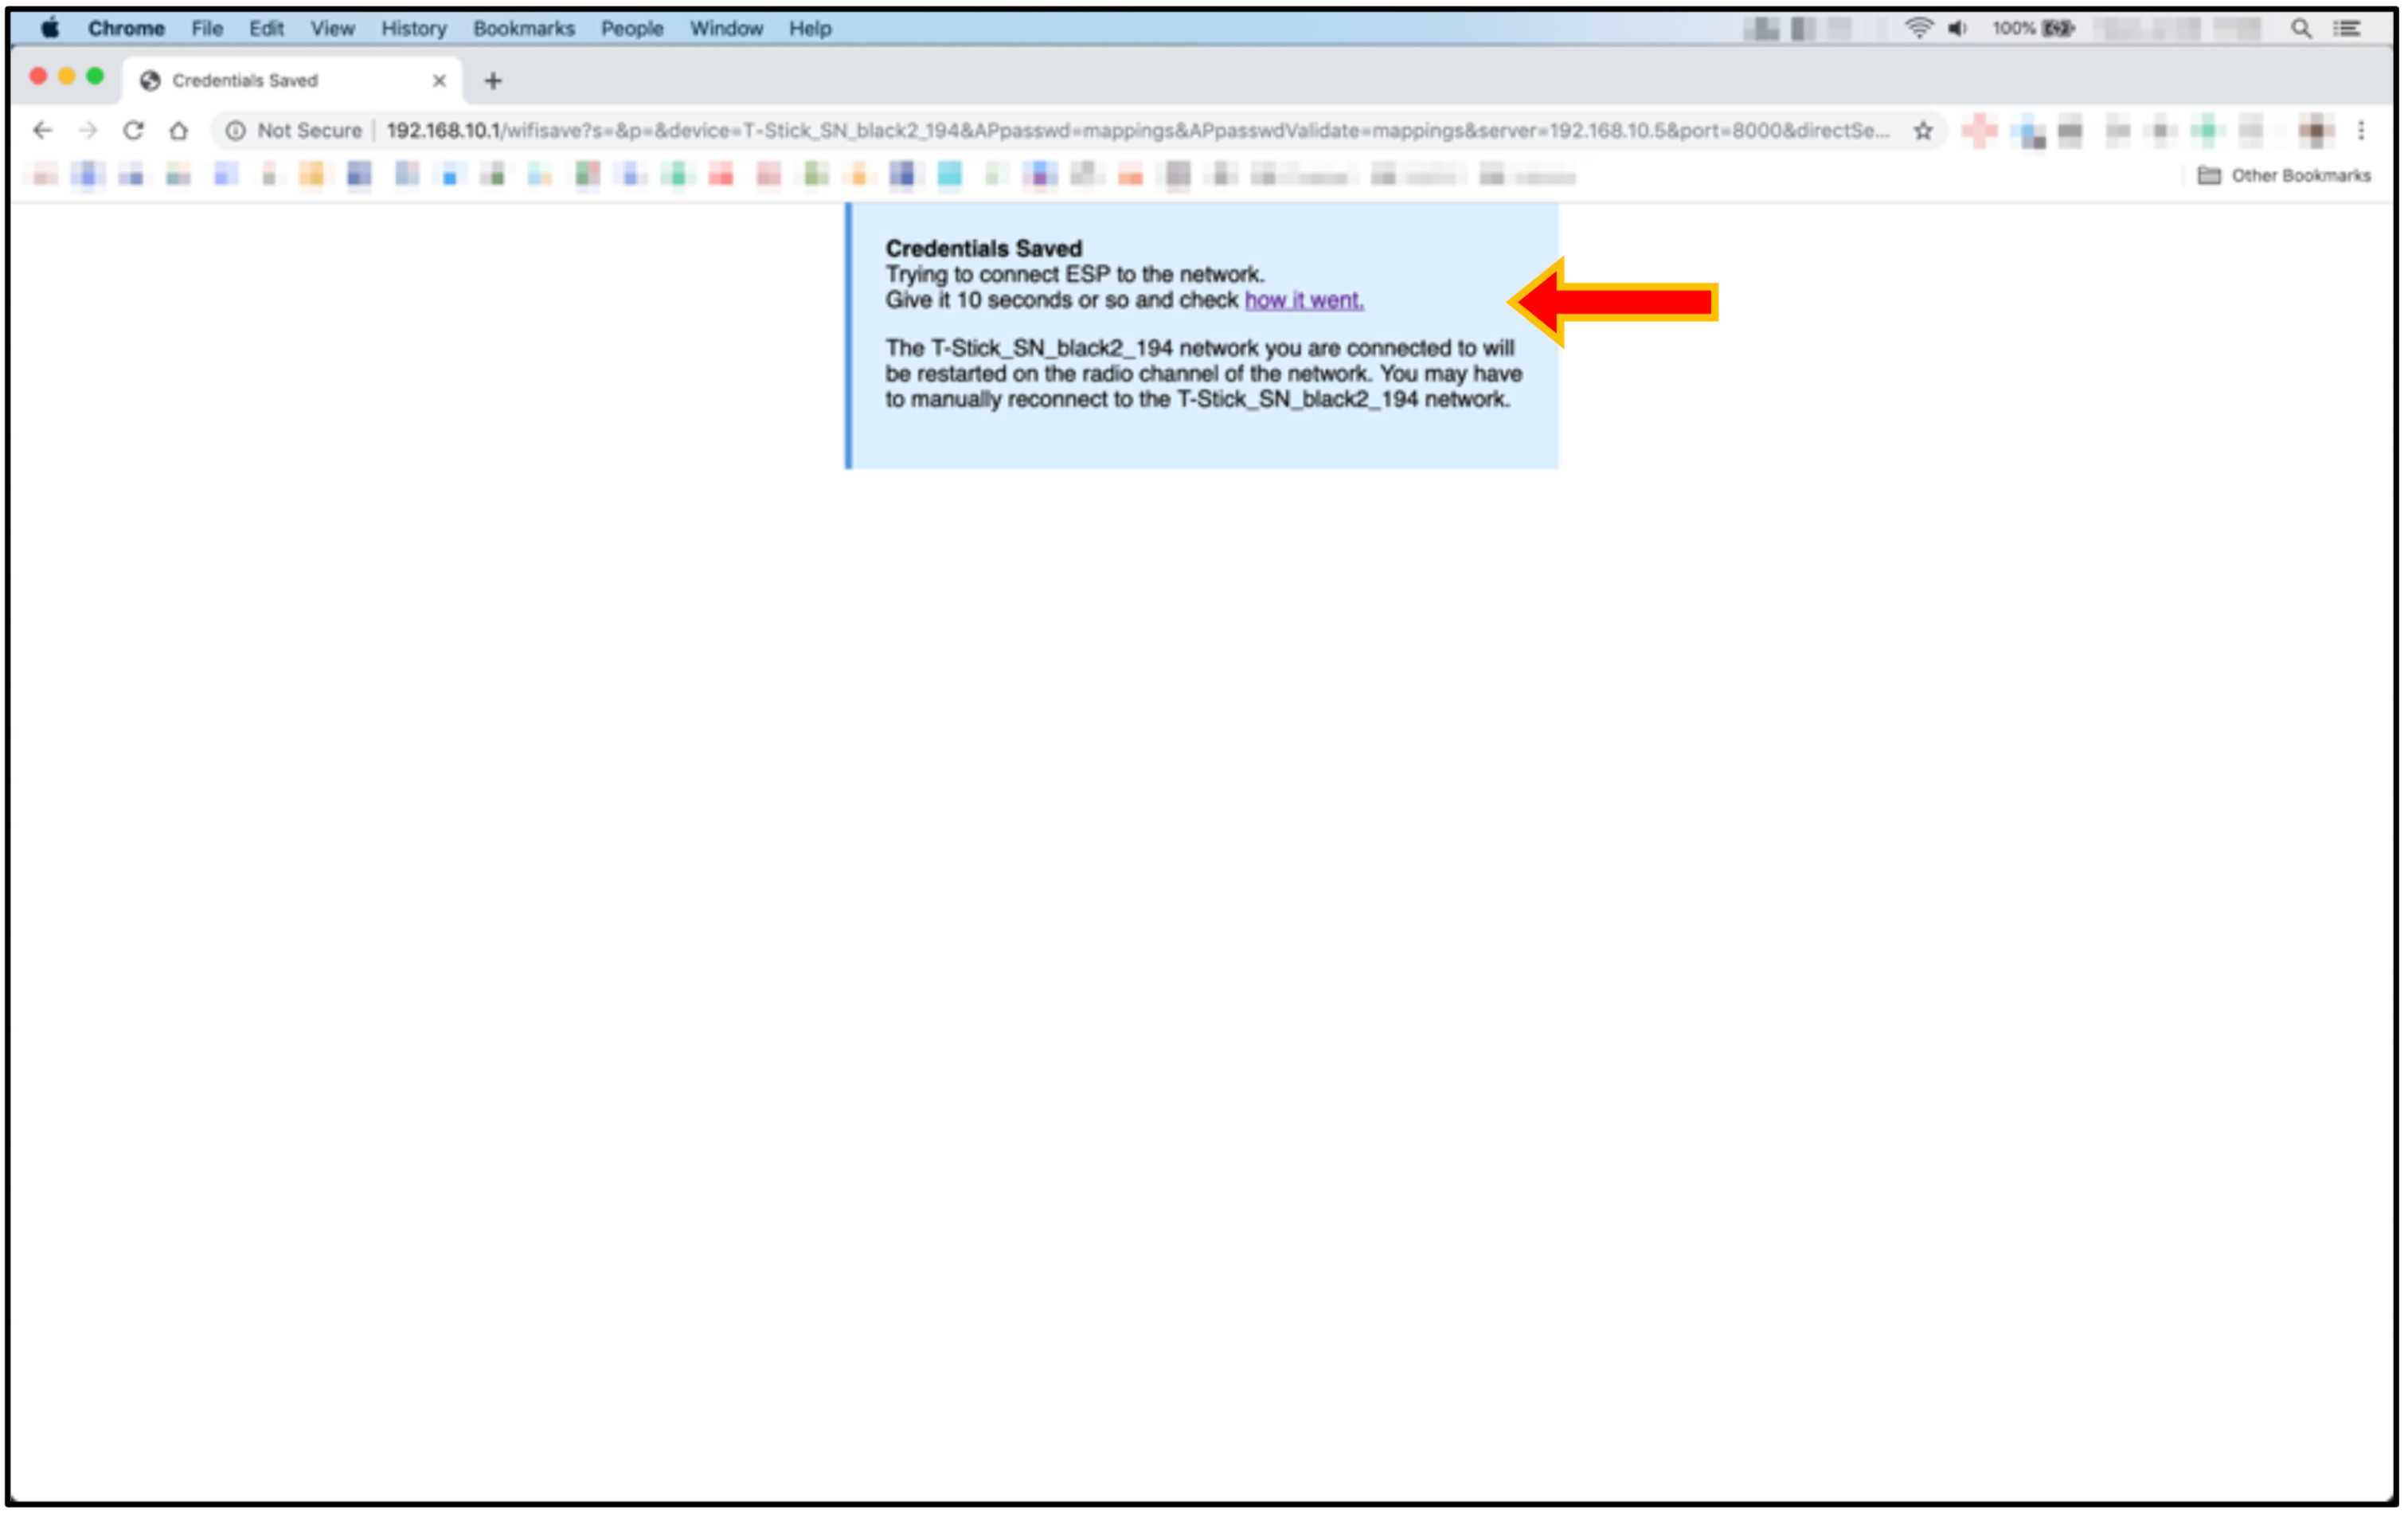 Chrome File Edit View History Bookmarks People Window Help 100%
Credentials Saved
Not Secure 192.168.10.1/wifisave?s=&p=&device=T-Stick_SN_black2_194&APpasswd=mappings&APpasswdValidate=mappings&server=192.168.10.5&port=8000&directSe...
Other Bookmarks
Credentials Saved
Trying to connect ESP to the network.
Give it 10 seconds or so and check how it went.
The T-Stick_SN_black2_194 network you are connected to will
be restarted on the radio channel of the network. You may have
to manually reconnect to the T-Stick_SN_black2_194 network.